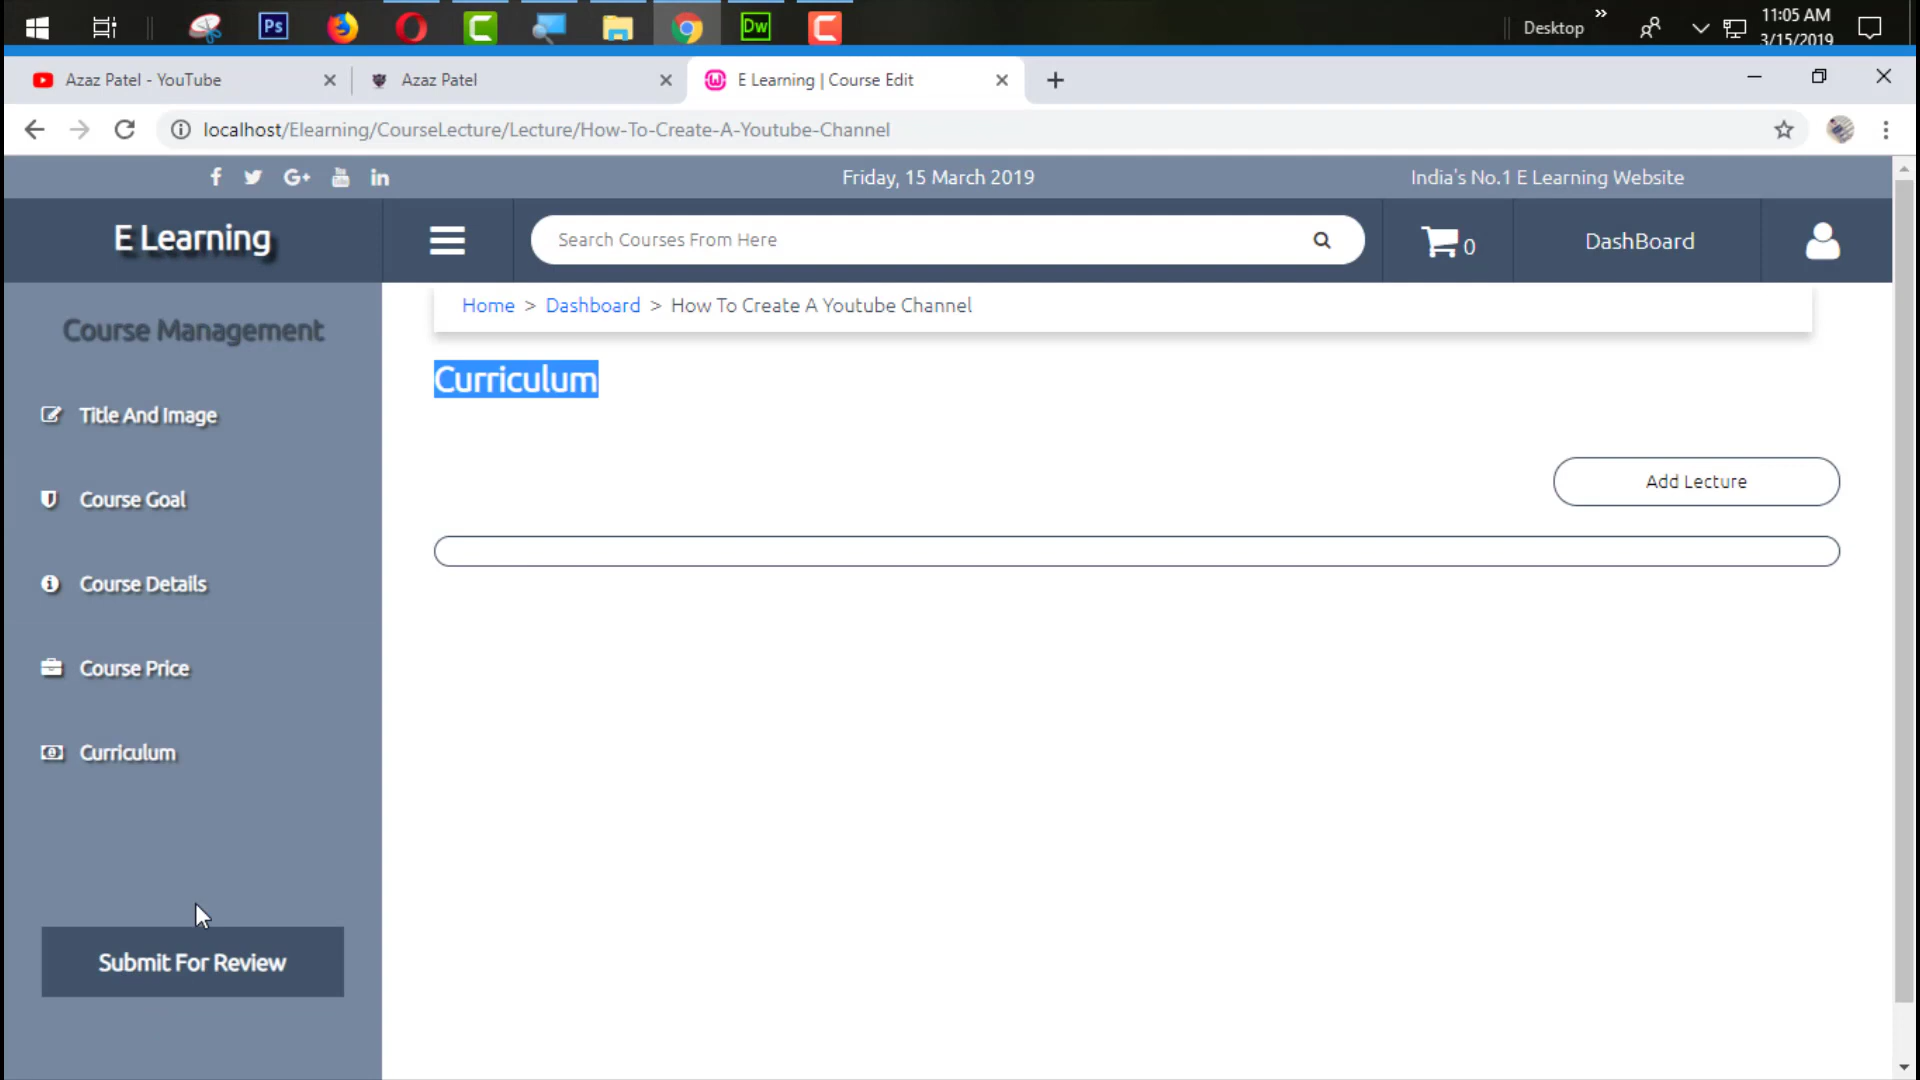 Ps
Dw
Desktop
»
11:05 AM
3/15/2019
Azaz Patel - YouTube
Azaz Patel
E Learning | Course Edit
localhost/Elearning/CourseLecture/Lecture/How-To-Create-A-Youtube-Channel
Friday, 15 March 2019
India's No.1 E Learning Website
E Learning
Search Courses From Here
0
DashBoard
Home > Dashboard > How To Create A Youtube Channel
Course Management
Curriculum
Title And Image
Add Lecture
Course Goal
Course Details
Course Price
Curriculum
Submit For Review